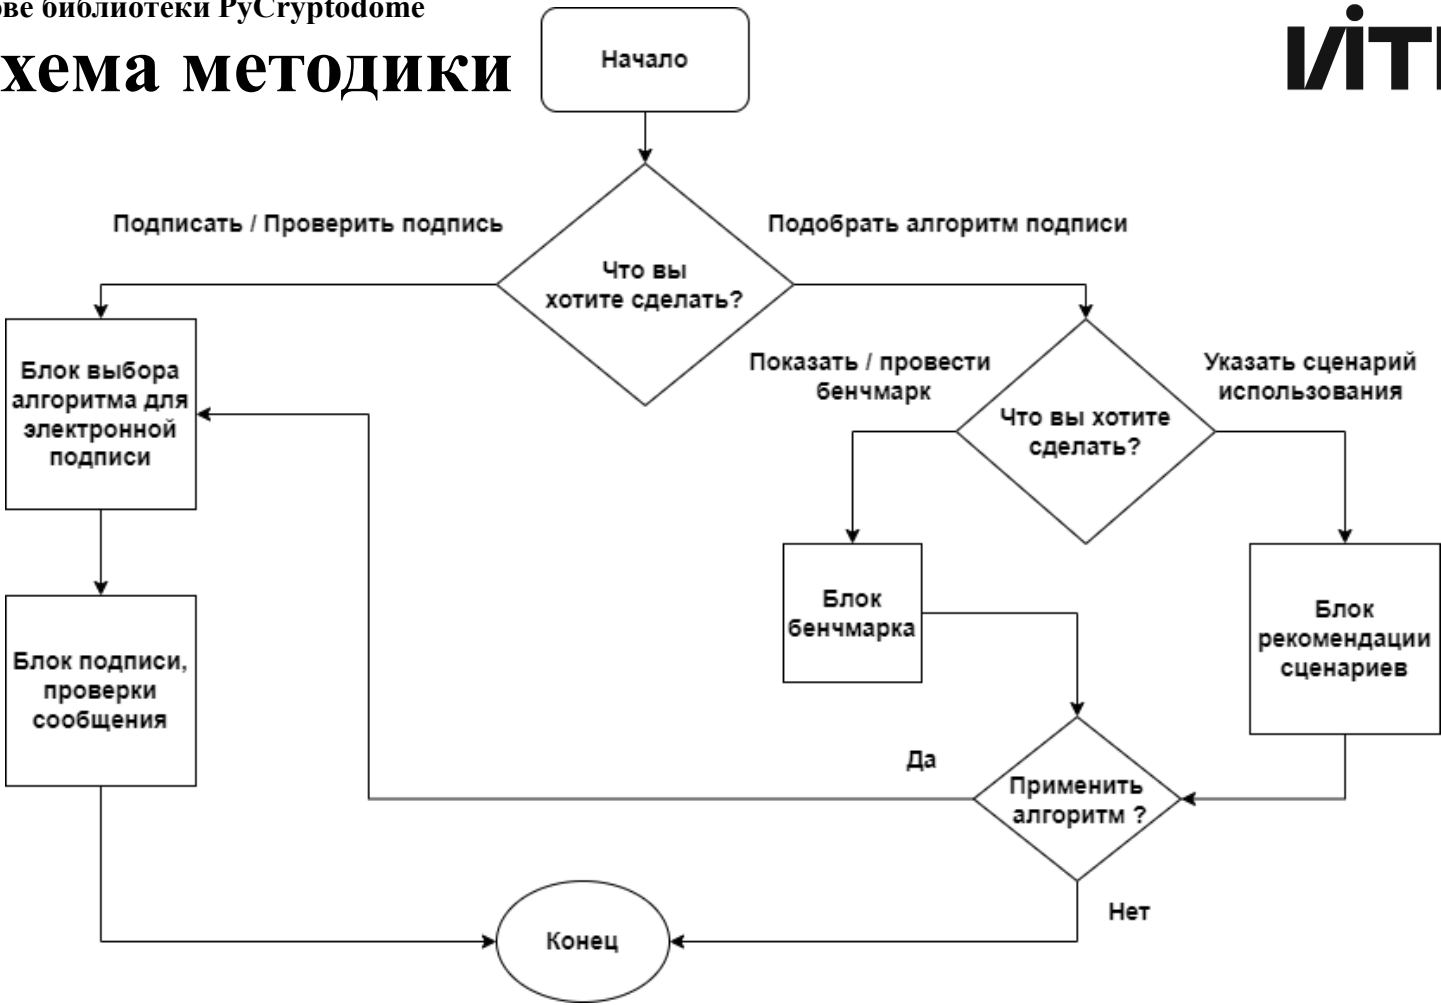 ове библиотеки PyCryptodome
хема методики
Начало
Подписать / Проверить подпись
Подобрать алгоритм подписи
Что вы
хотите сделать?
Показать / провести
бенчмарк
Указать сценарий
использования
Блок выбора
алгоритма для
электронной
подписи
Что вы хотите
сделать?
Блок
бенчмарка
Блок
рекомендации
сценариев
Блок подписи,
проверки
сообщения
Да
Применить
алгоритм ?
Нет
Конец